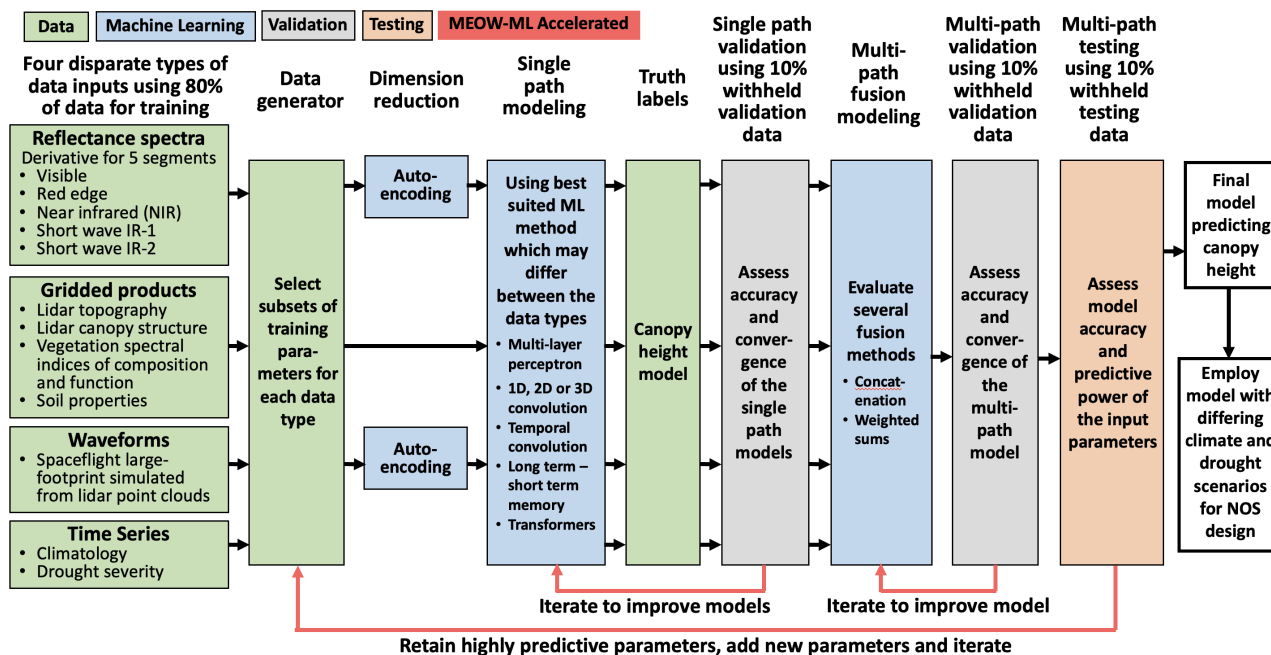 Data
Machine Learning
Validation
Testing
MEOW-ML Accelerated
Four disparate types of
data inputs using 80%
of data for training
Data
generator
Dimension
reduction
Single
path
modeling
Truth
labels
Single path
validation
using 10%
withheld
validation
data
Multi-
path
fusion
modeling
Multi-path
validation
using 10%
withheld
validation
data
Multi-path
testing
using 10%
withheld
testing
data
Reflectance spectra
Derivative for 5 segments
• Visible
• Red edge
• Near infrared (NIR)
• Short wave IR-1
• Short wave IR-2
Gridded products
• Lidar topography
• Lidar canopy structure
• Vegetation spectral
indices of composition
and function
• Soil properties
Waveforms
• Spaceflight large-
footprint simulated
from lidar point clouds
Time Series
• Climatology
• Drought severity
Select
subsets of
training
para-
meters for
each data
type
Auto-
encoding
Auto-
encoding
Using best
suited ML
method
which may
differ
between the
data types
• Multi-layer
perceptron
• 1D, 2D or 3D
convolution
• Temporal
convolution
• Long term –
short term
memory
• Transformers
Canopy
height
model
Assess
accuracy
and
conver-
gence
of the
single
path
models
Evaluate
several
fusion
methods
• Concat-
enation
• Weighted
sums
Assess
accuracy
and
conver-
gence of
the
multi-
path
model
Assess
model
accuracy
and
predictive
power of
the input
parameters
Final
model
predicting
canopy
height
Employ
model with
differing
climate and
drought
scenarios
for NOS
design
Iterate to improve models
Iterate to improve model
Retain highly predictive parameters, add new parameters and iterate